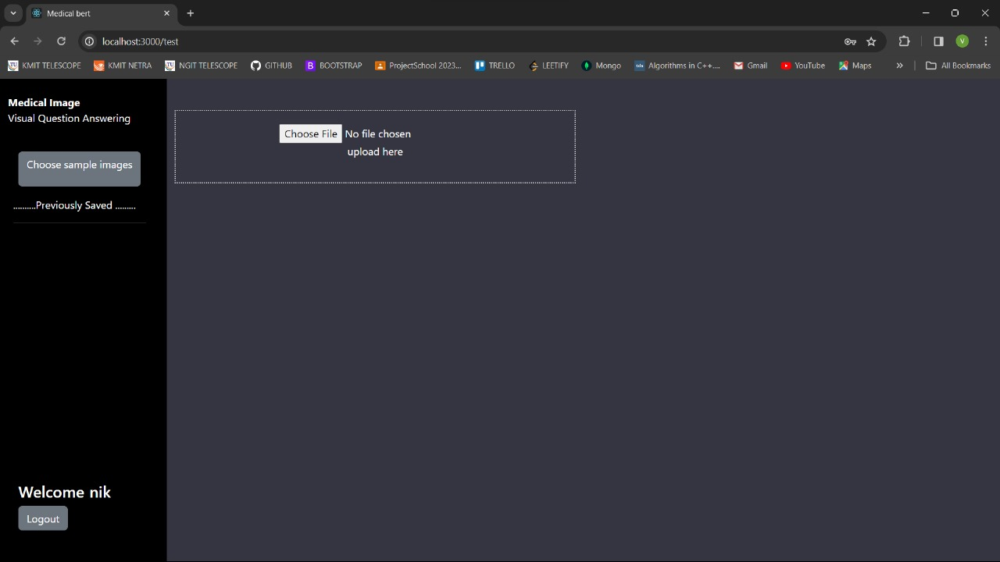 Medical bert
localhost:3000/test
V
KMIT TELESCOPE KMIT NETRA NGIT TELESCOPE GITHUB B BOOTSTRAP ProjectSchool 2023... TRELLO LEETIFY Mongo tds Algorithms in C++.... Gmail YouTube Maps » All Bookmarks
Medical Image
Visual Question Answering
Choose File No file chosen
upload here
Choose sample images
..........Previously Saved .........
Welcome nik
Logout